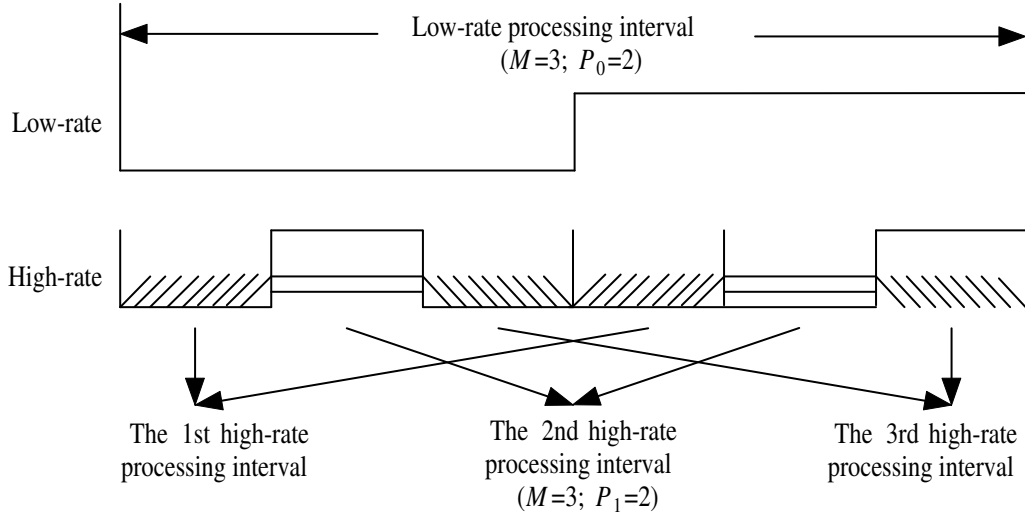 Low-rate processing interval
(M=3; P0=2)
Low-rate
High-rate
The 1st high-rate
processing interval
The 2nd high-rate
processing interval
(M=3; P1=2)
The 3rd high-rate
processing interval